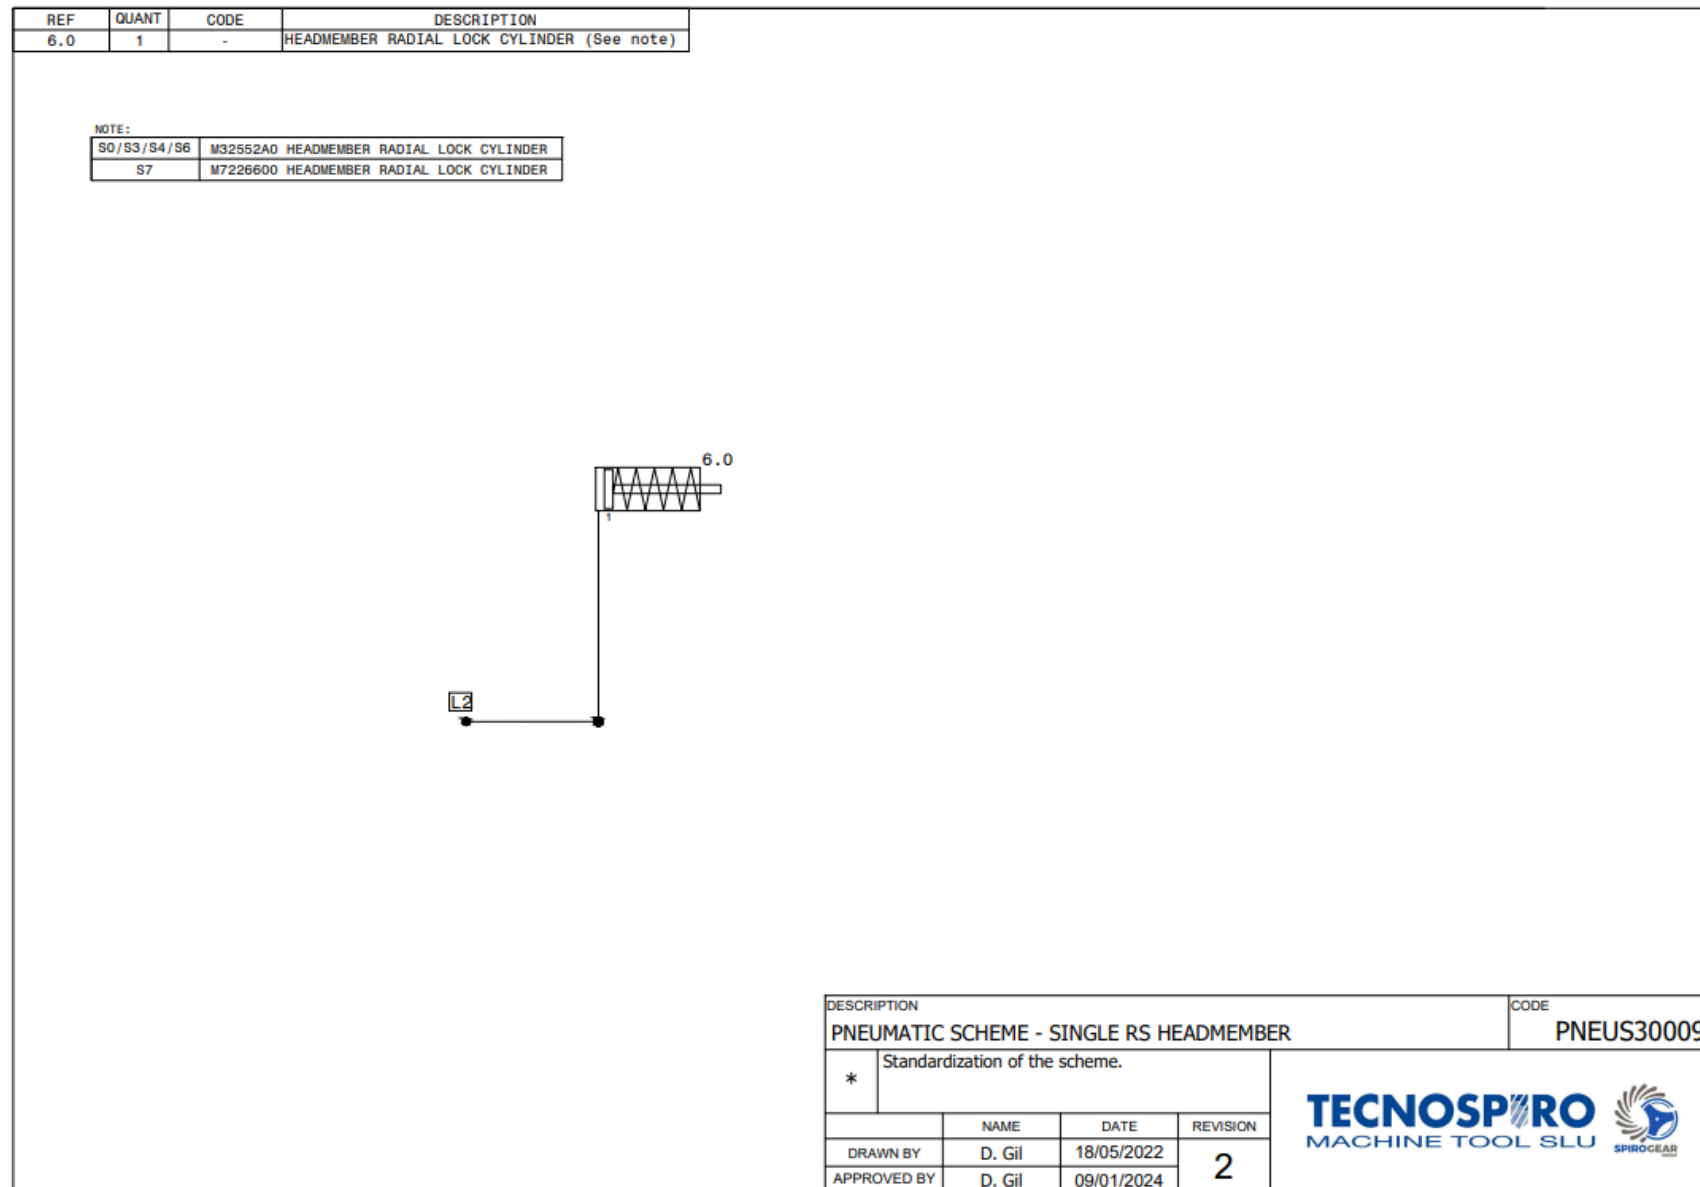 REF QUANT CODE DESCRIPTION
6.0 1 - HEADMEMBER RADIAL LOCK CYLINDER (See note)
NOTE:
S0/S3/S4/S6 M32552A0 HEADMEMBER RADIAL LOCK CYLINDER
S7 M7226600 HEADMEMBER RADIAL LOCK CYLINDER
6.0
1
L2
DESCRIPTION CODE
PNEUMATIC SCHEME - SINGLE RS HEADMEMBER PNEUS30009
* Standardization of the scheme.
NAME DATE REVISION
DRAWN BY D. Gil 18/05/2022 2
APPROVED BY D. Gil 09/01/2024
TECNOSPIRO
MACHINE TOOL SLU
SPIROGEAR